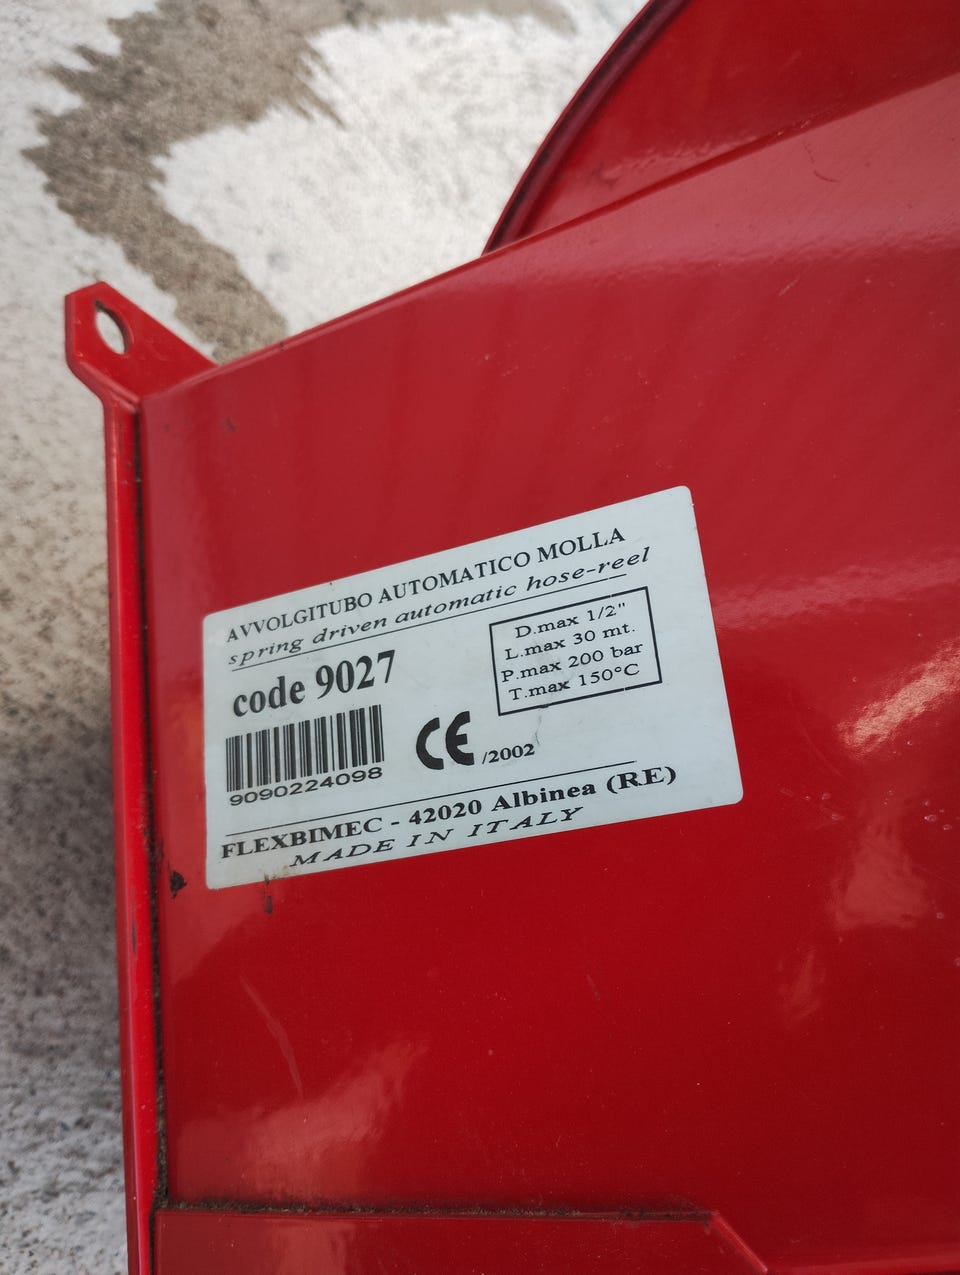 AVVOLGITUBO AUTOMATICO MOLLA
spring driven automatic hose-reel
code 9027
D.max 1/2"
L.max 30 mt.
P.max 200 bar
T.max 150°C
9090224098
CE /2002
FLEXBIMEC - 42020 Albinea (RE)
MADE IN ITALY